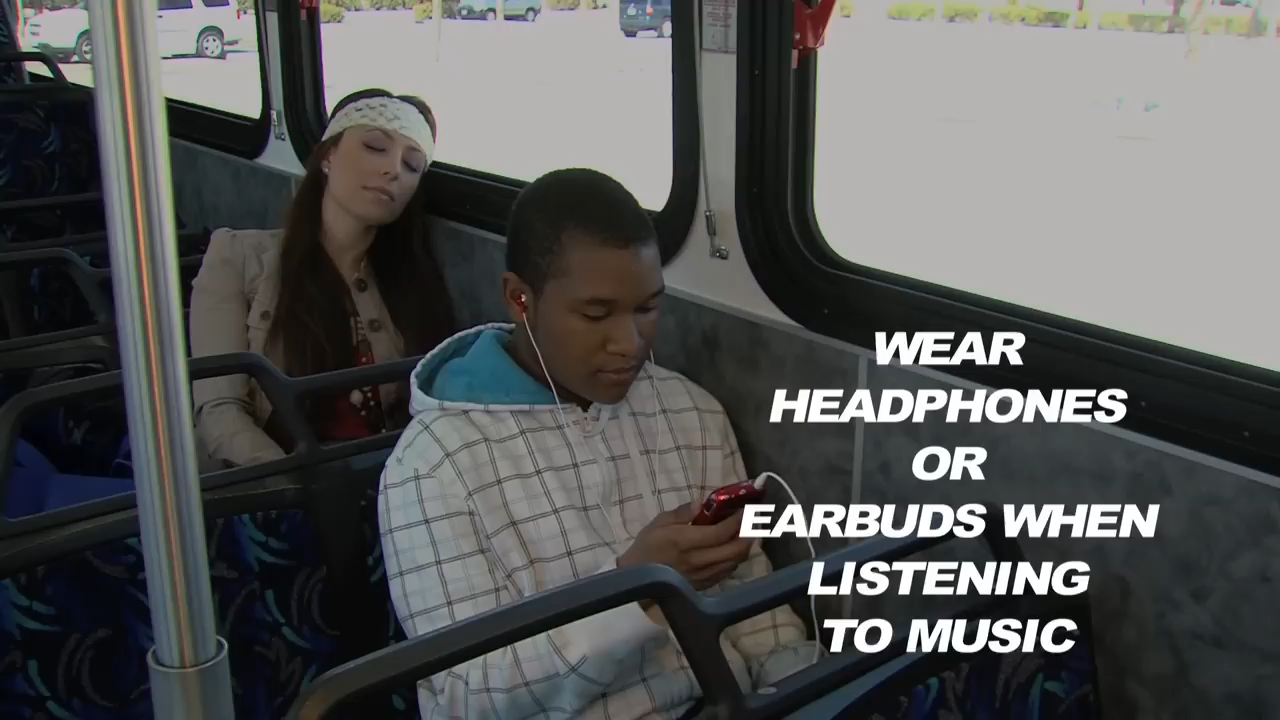 WEAR
HEADPHONES
OR
EARBUDS WHEN
LISTENING
TO MUSIC